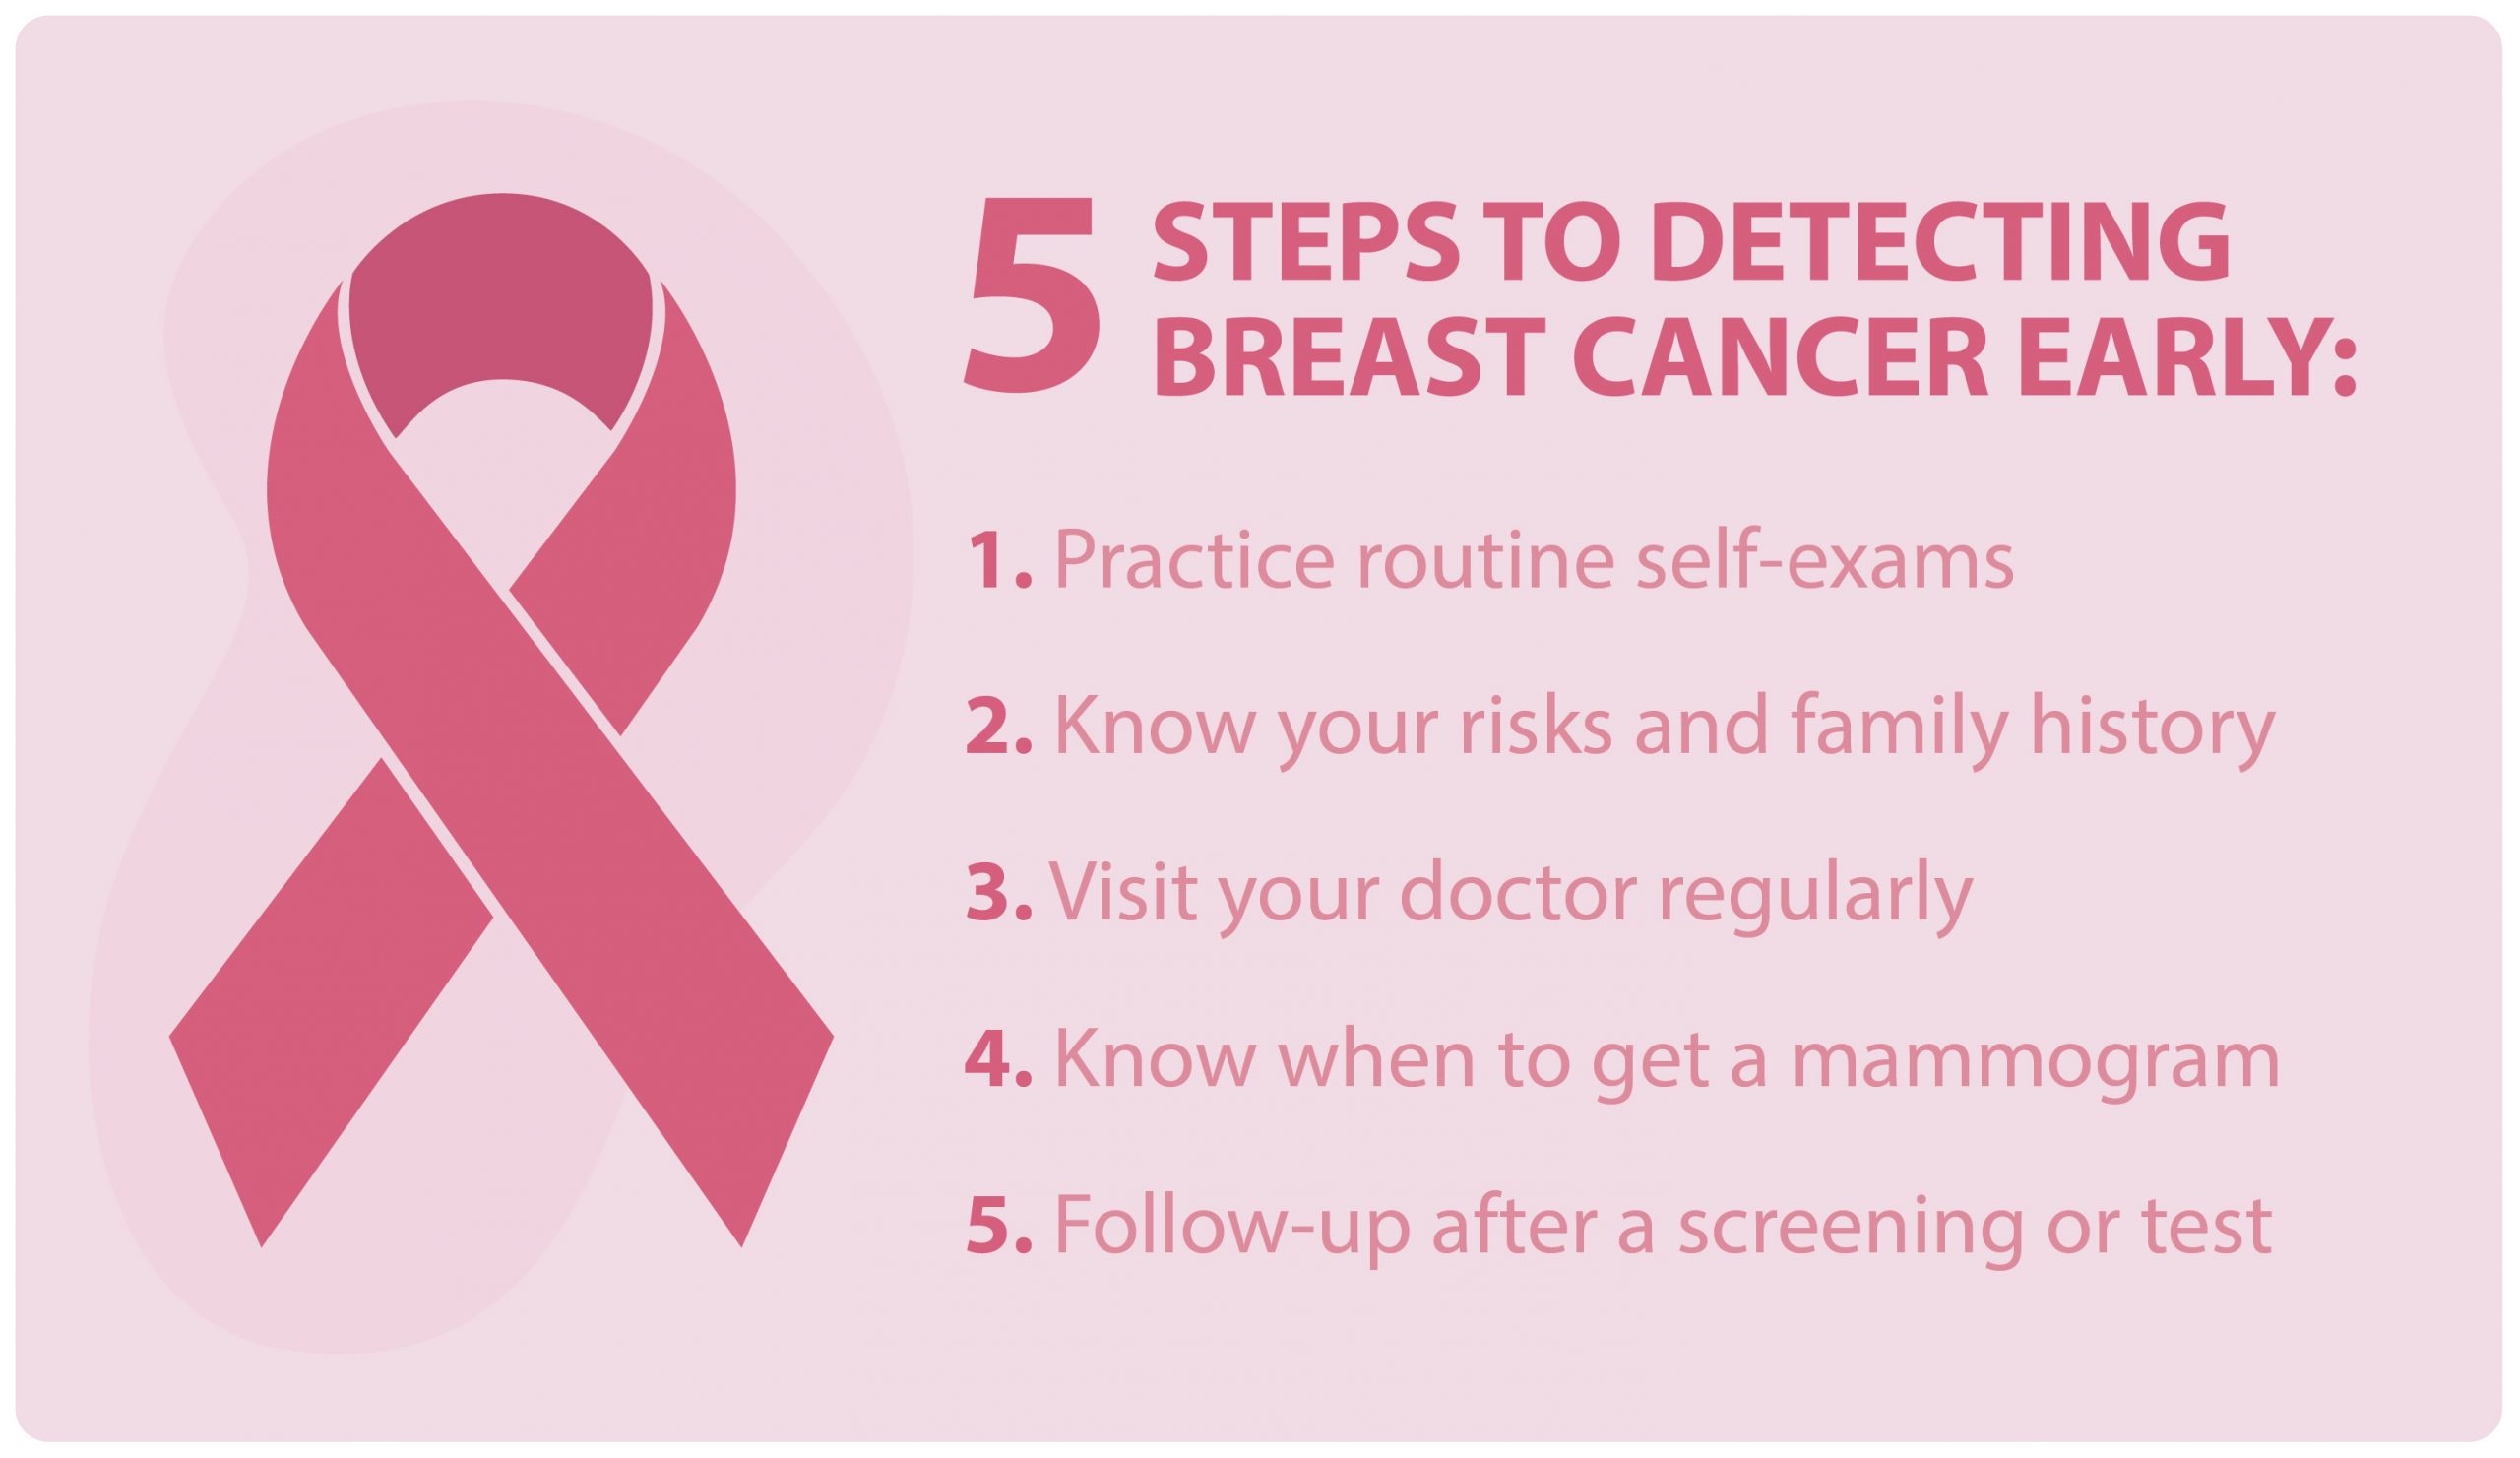 5 STEPS TO DETECTING
BREAST CANCER EARLY:
1. Practice routine self-exams
2. Know your risks and family history
3. Visit your doctor regularly
4. Know when to get a mammogram
5. Follow-up after a screening or test